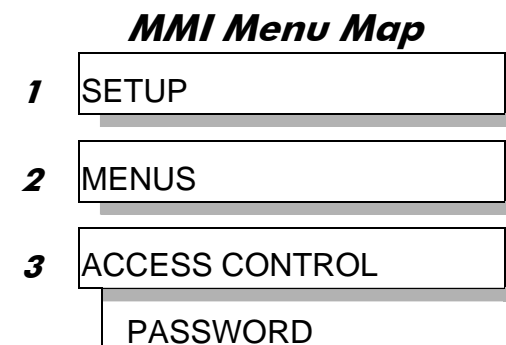 MMI Menu Map
1 SETUP
2 MENUS
3 ACCESS CONTROL
PASSWORD